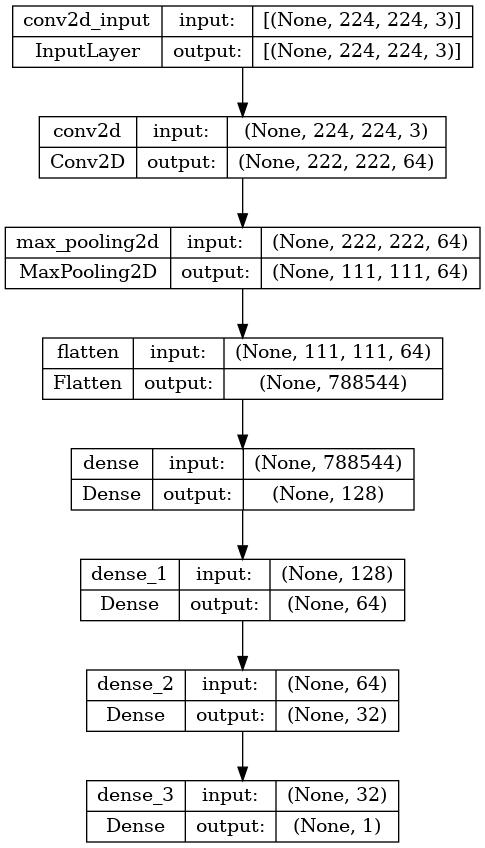 conv2d_input input: [(None, 224, 224, 3)]
InputLayer output: [(None, 224, 224, 3)]
conv2d input: (None, 224, 224, 3)
Conv2D output: (None, 222, 222, 64)
max_pooling2d input: (None, 222, 222, 64)
MaxPooling2D output: (None, 111, 111, 64)
flatten input: (None, 111, 111, 64)
Flatten output: (None, 788544)
dense input: (None, 788544)
Dense output: (None, 128)
dense_1 input: (None, 128)
Dense output: (None, 64)
dense_2 input: (None, 64)
Dense output: (None, 32)
dense_3 input: (None, 32)
Dense output: (None, 1)